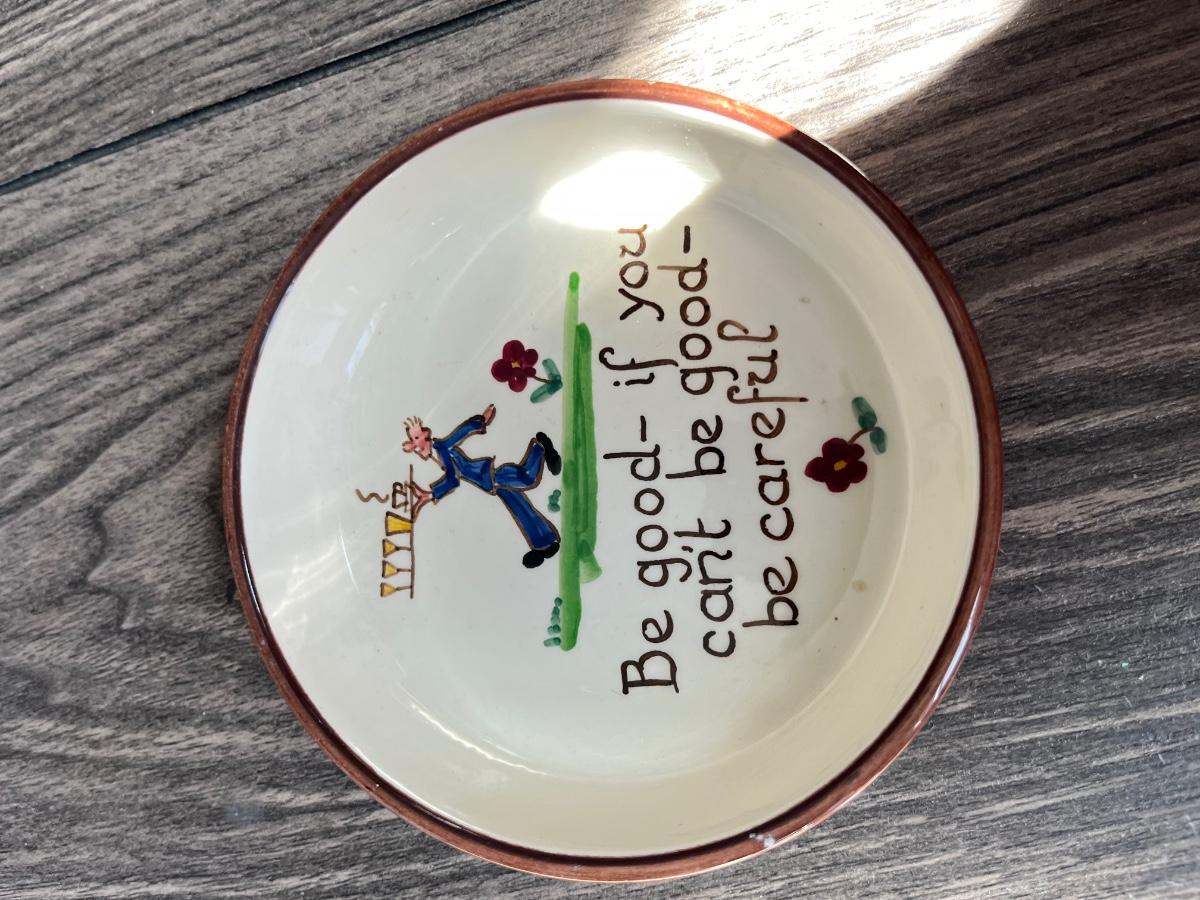 Be good- if you
can't be good-
be careful